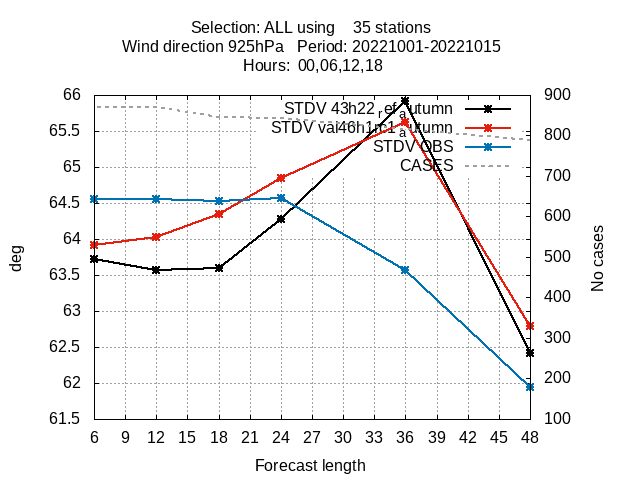 Selection: ALL using 35 stations
Wind direction 925hPa Period: 20221001-20221015
Hours: 00,06,12,18
66
65.5
65
64.5
64
63.5
63
62.5
62
61.5
900
800
700
600
500
400
300
200
100
STDV 43h22 ref autumn
STDV vai46h1m1 autumn
STDV OBS
CASES
deg
No cases
6 9 12 15 18 21 24 27 30 33 36 39 42 45 48
Forecast length